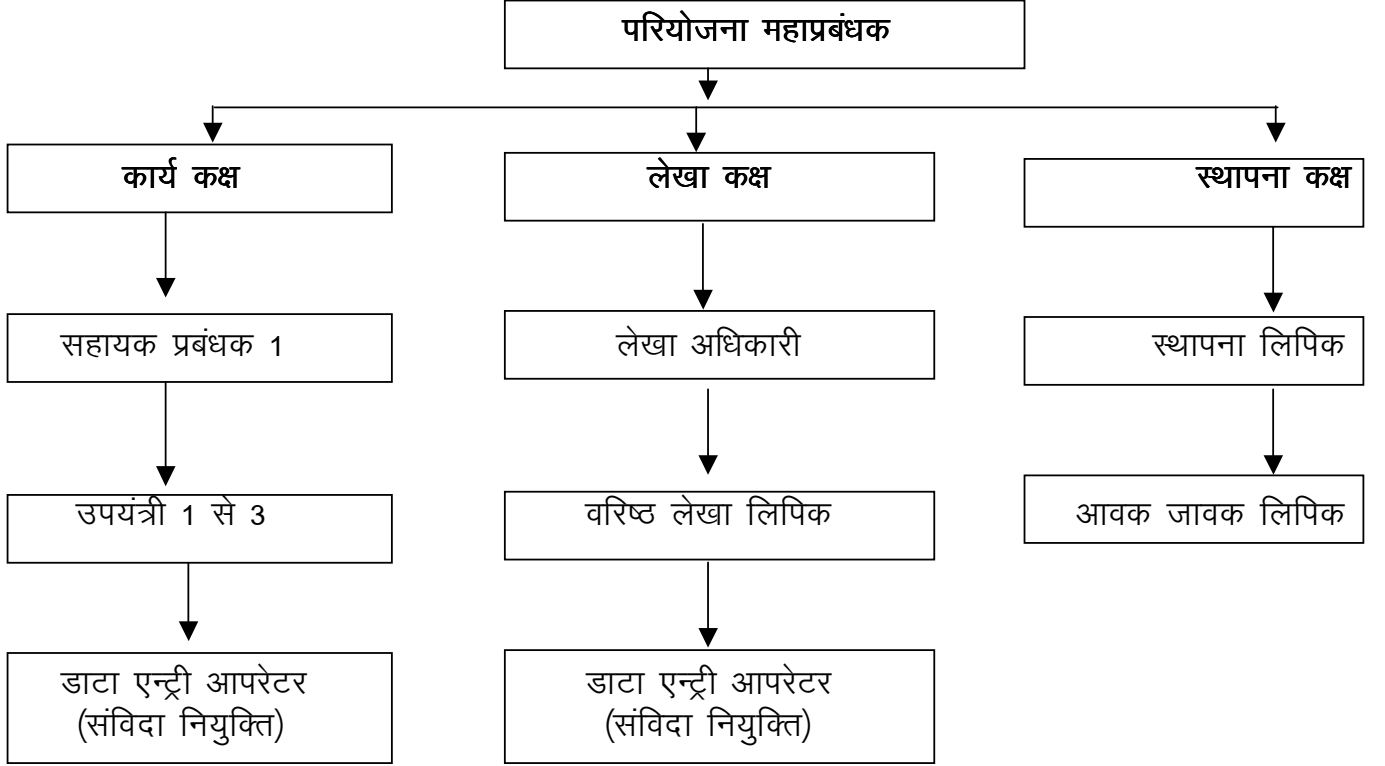 परियोजना महाप्रबंधक
कार्य कक्ष
लेखा कक्ष
स्थापना कक्ष
सहायक प्रबंधक 1
लेखा अधिकारी
स्थापना लिपिक
उपयंत्री 1 से 3
वरिष्ठ लेखा लिपिक
आवक जावक लिपिक
डाटा एन्ट्री आपरेटर
(संविदा नियुक्ति)
डाटा एन्ट्री आपरेटर
(संविदा नियुक्ति)